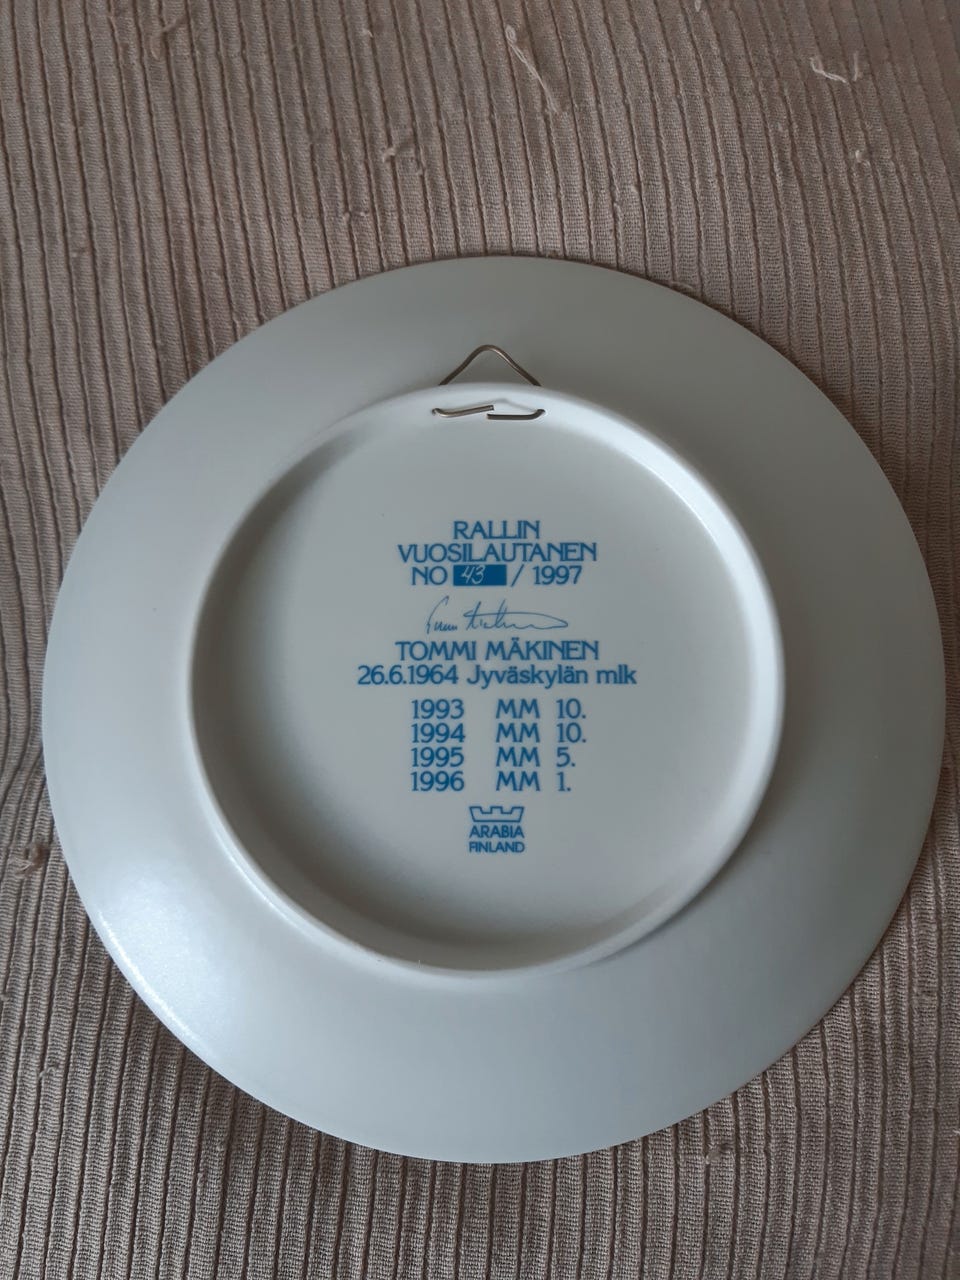 RALLIN
VUOSILAUTANEN
NO 43 / 1997
TOMMI MÄKINEN
26.6.1964 Jyväskylän mlk
1993 MM 10.
1994 MM 10.
1995 MM 5.
1996 MM 1.
ARABIA
FINLAND